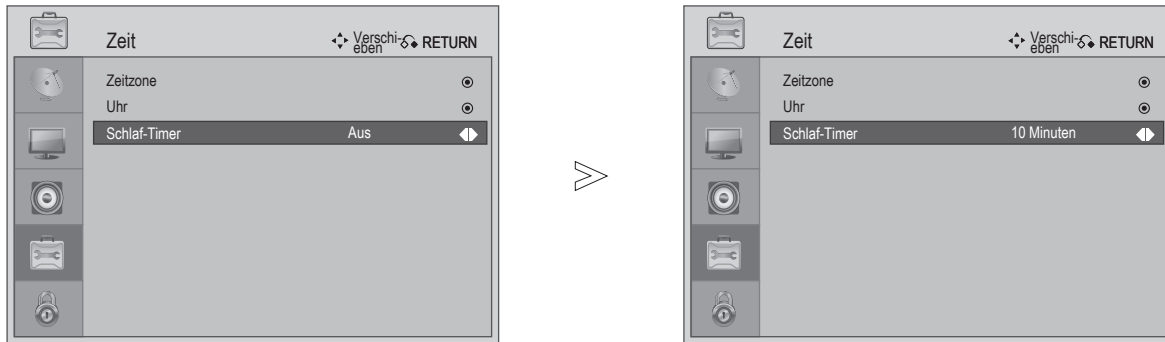 Zeit
Verschi-
eben
RETURN
Zeitzone
Uhr
Schlaf-Timer Aus
Zeit
Verschi-
eben
RETURN
Zeitzone
Uhr
Schlaf-Timer 10 Minuten